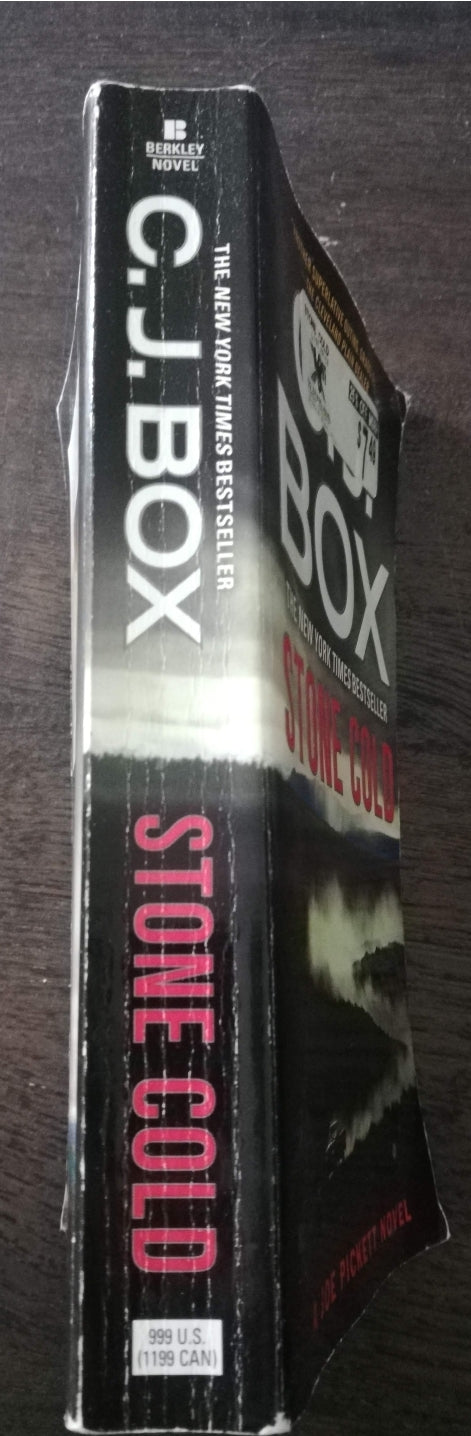 BERKLEY
NOVEL
C.J. BOX
THE NEW YORK TIMES BESTSELLER
STONE COLD
999 U.S.
(1199 CAN)
BOX
THE NEW YORK TIMES BESTSELLER
STONE COLD
A JOE PICKETT NOVEL